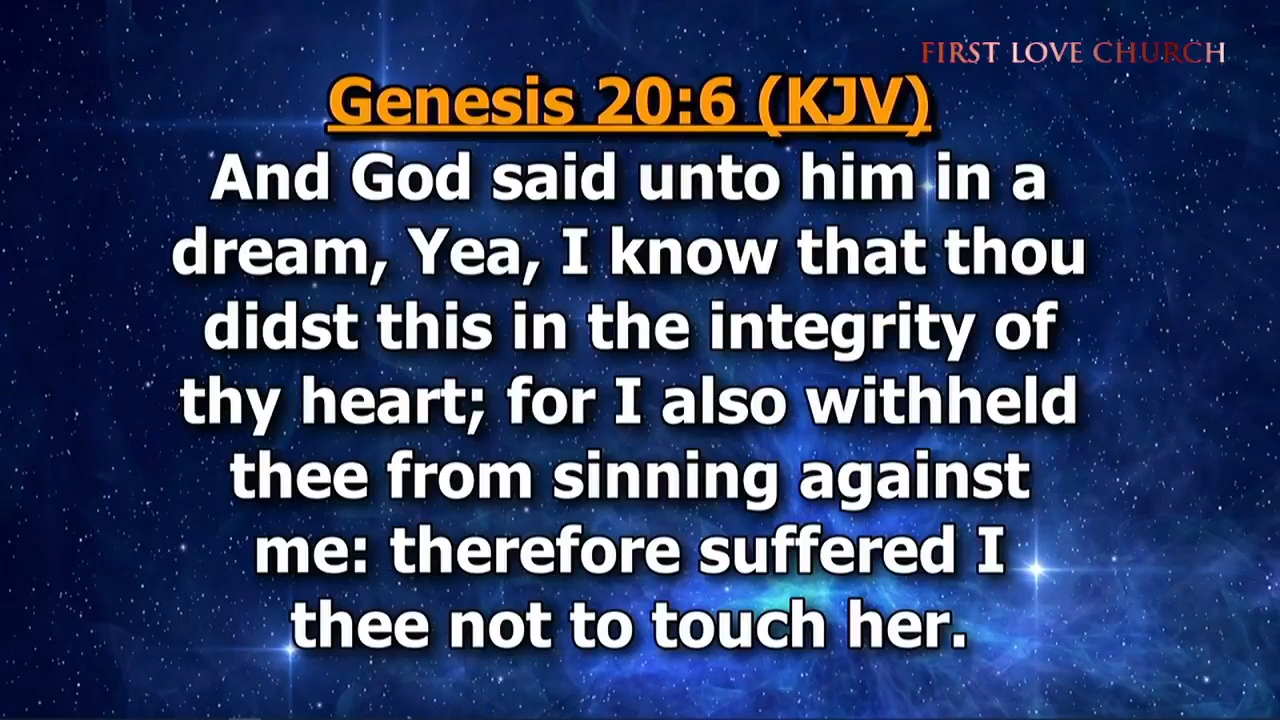 FIRST LOVE CHURCH
Genesis 20:6 (KJV)
And God said unto him in a
dream, Yea, I know that thou
didst this in the integrity of
thy heart; for I also withheld
thee from sinning against
me: therefore suffered I
thee not to touch her.